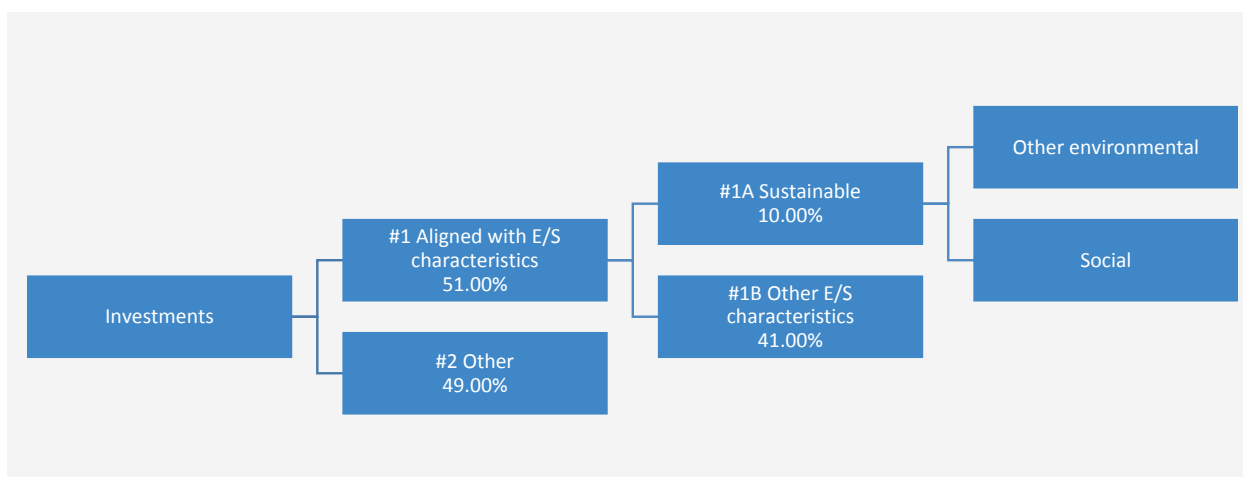 Investments
#1 Aligned with E/S
characteristics
51.00%
#2 Other
49.00%
#1A Sustainable
10.00%
#1B Other E/S
characteristics
41.00%
Other environmental
Social